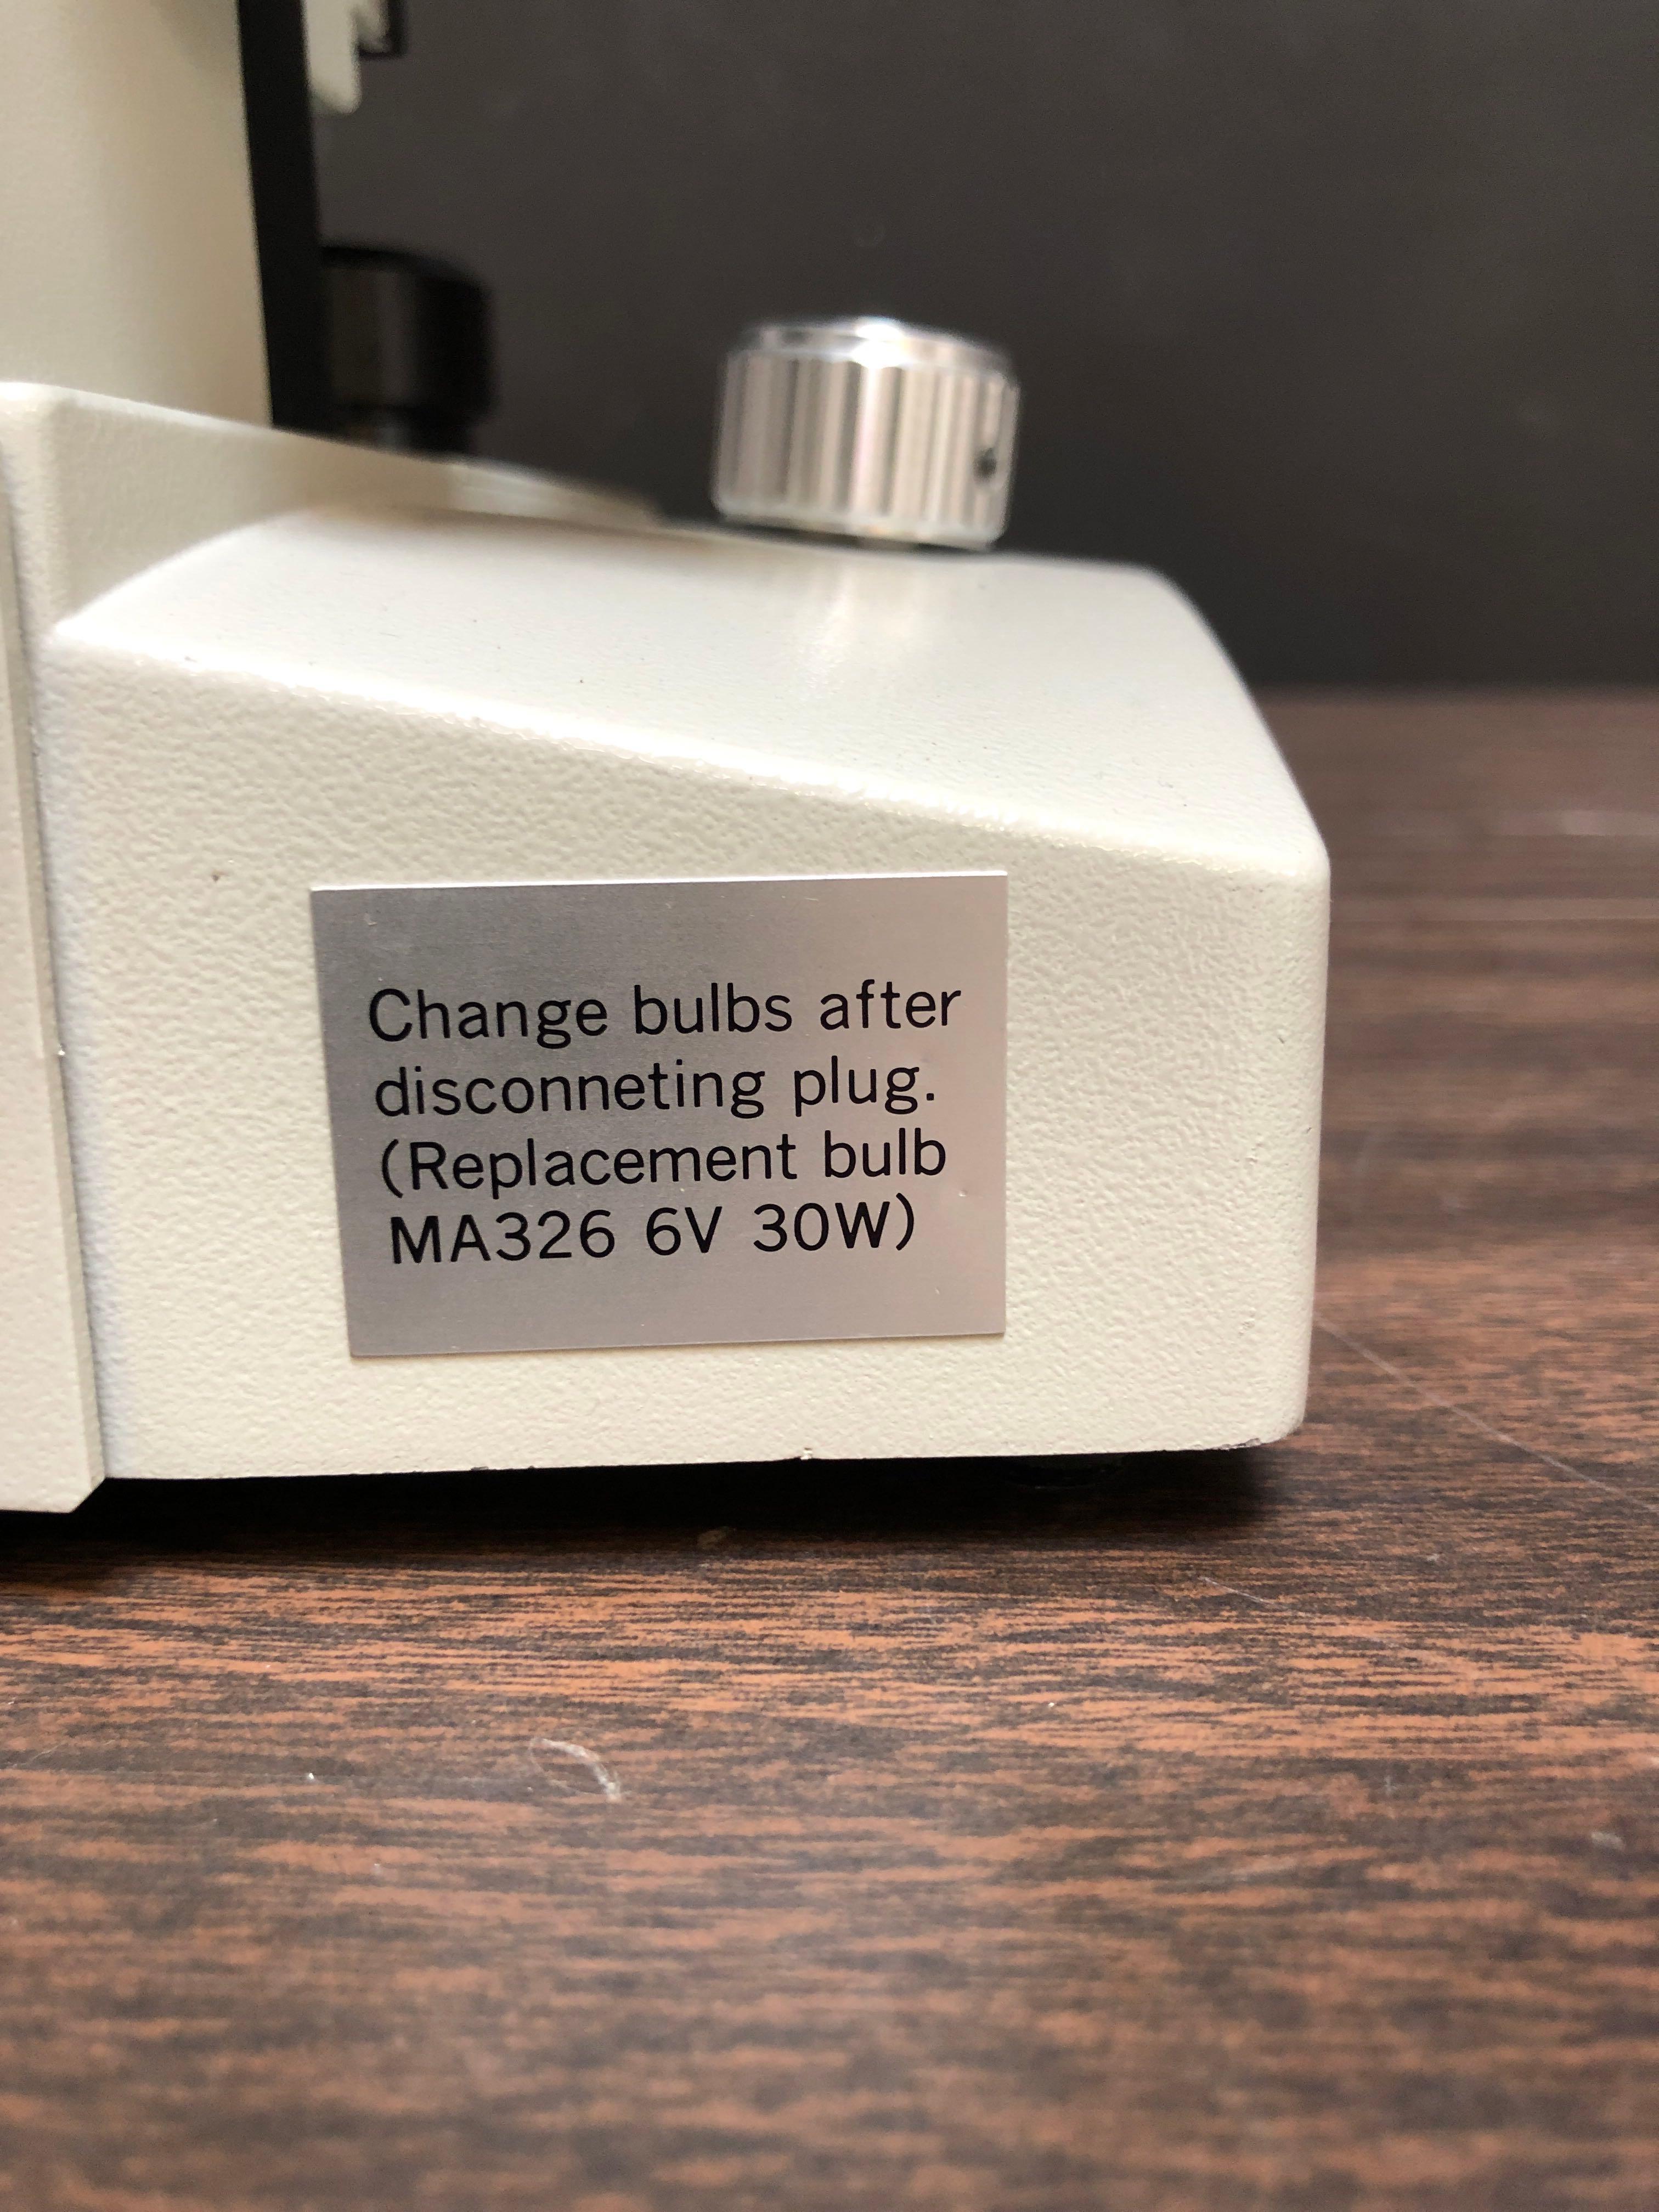 Change bulbs after
disconneting plug.
(Replacement bulb
MA326 6V 30W)